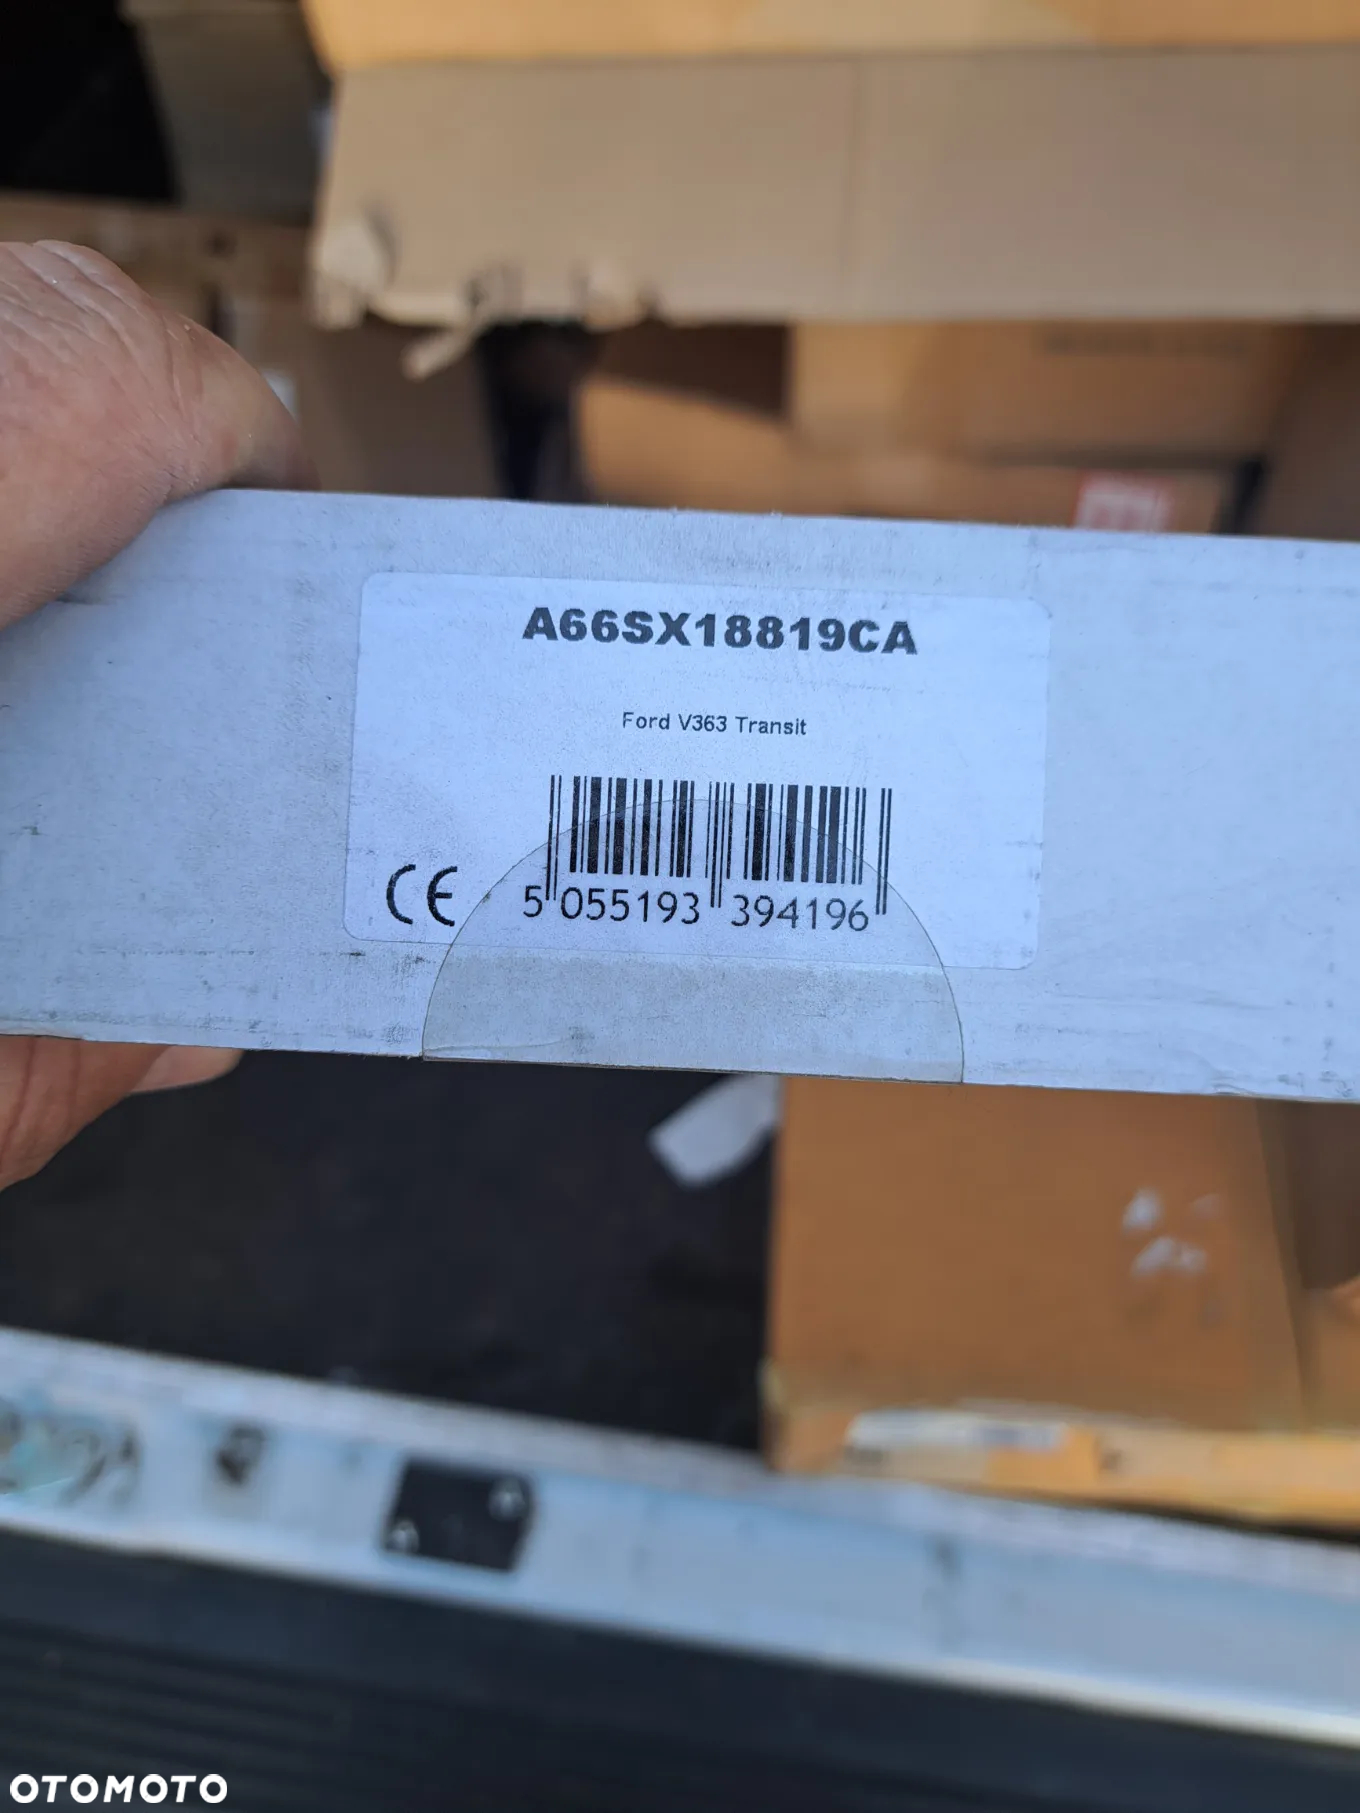 A66SX18819CA
Ford V363 Transit
CE
5 055193 394196
OTOMOTO